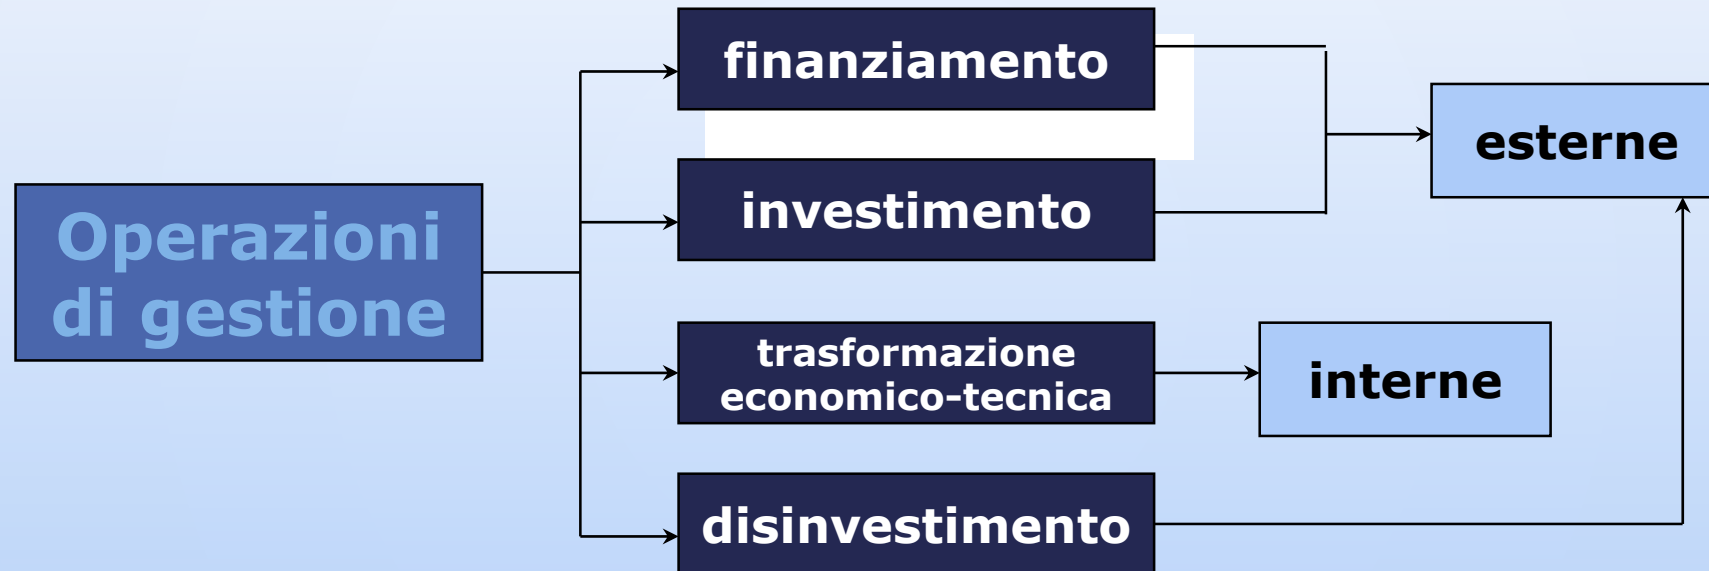 Operazioni
di gestione
finanziamento
investimento
trasformazione
economico-tecnica
disinvestimento
esterne
interne